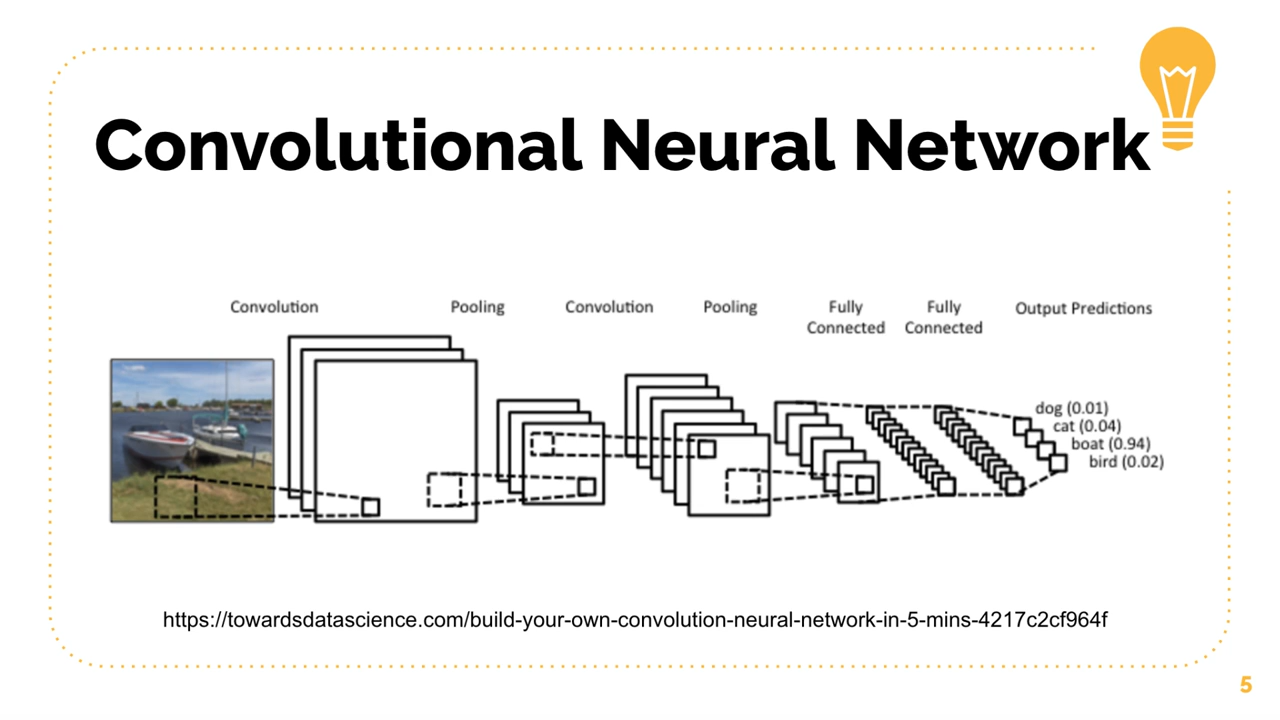 Convolutional Neural Network
Convolution
Pooling
Convolution
Pooling
Fully
Connected
Fully
Connected
Output Predictions
dog (0.01)
cat (0.04)
boat (0.94)
bird (0.02)
https://towardsdatascience.com/build-your-own-convolution-neural-network-in-5-mins-4217c2cf964f
5